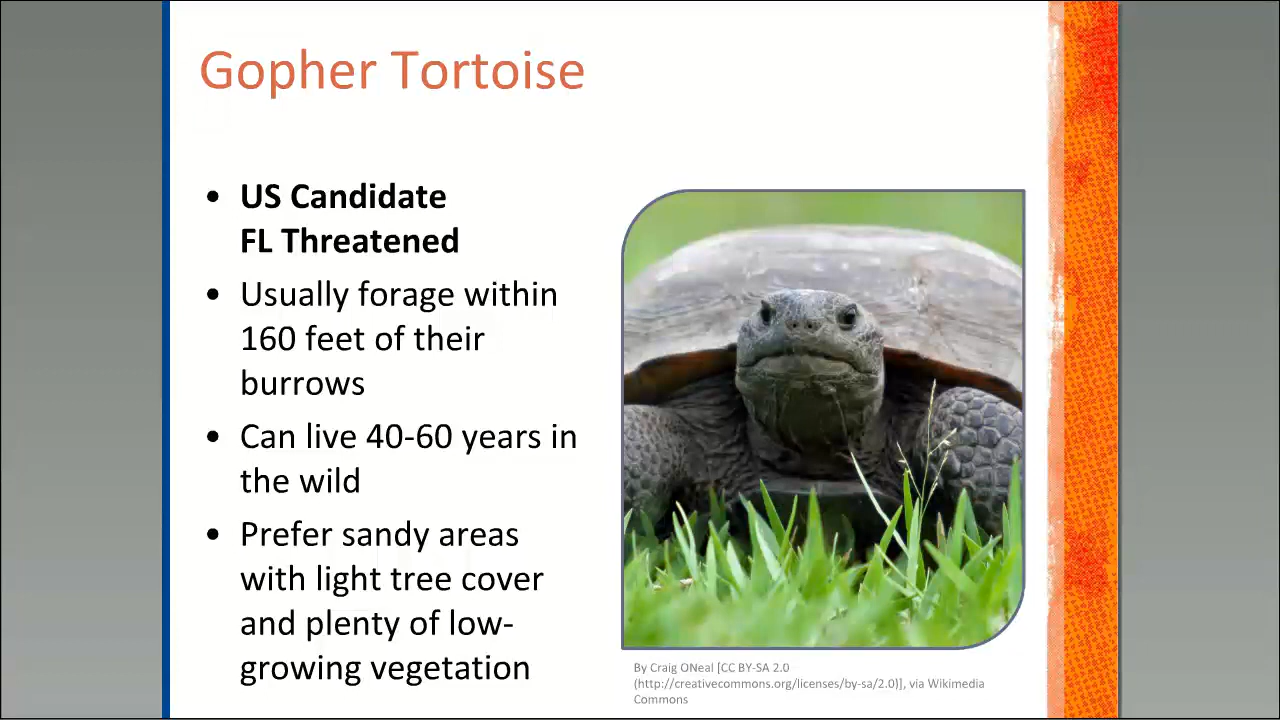 Gopher Tortoise
• US Candidate
FL Threatened
• Usually forage within
160 feet of their
burrows
• Can live 40-60 years in
the wild
• Prefer sandy areas
with light tree cover
and plenty of low-
growing vegetation
By Craig ONeal [CC BY-SA 2.0
(http://creativecommons.org/licenses/by-sa/2.0)], via Wikimedia
Commons